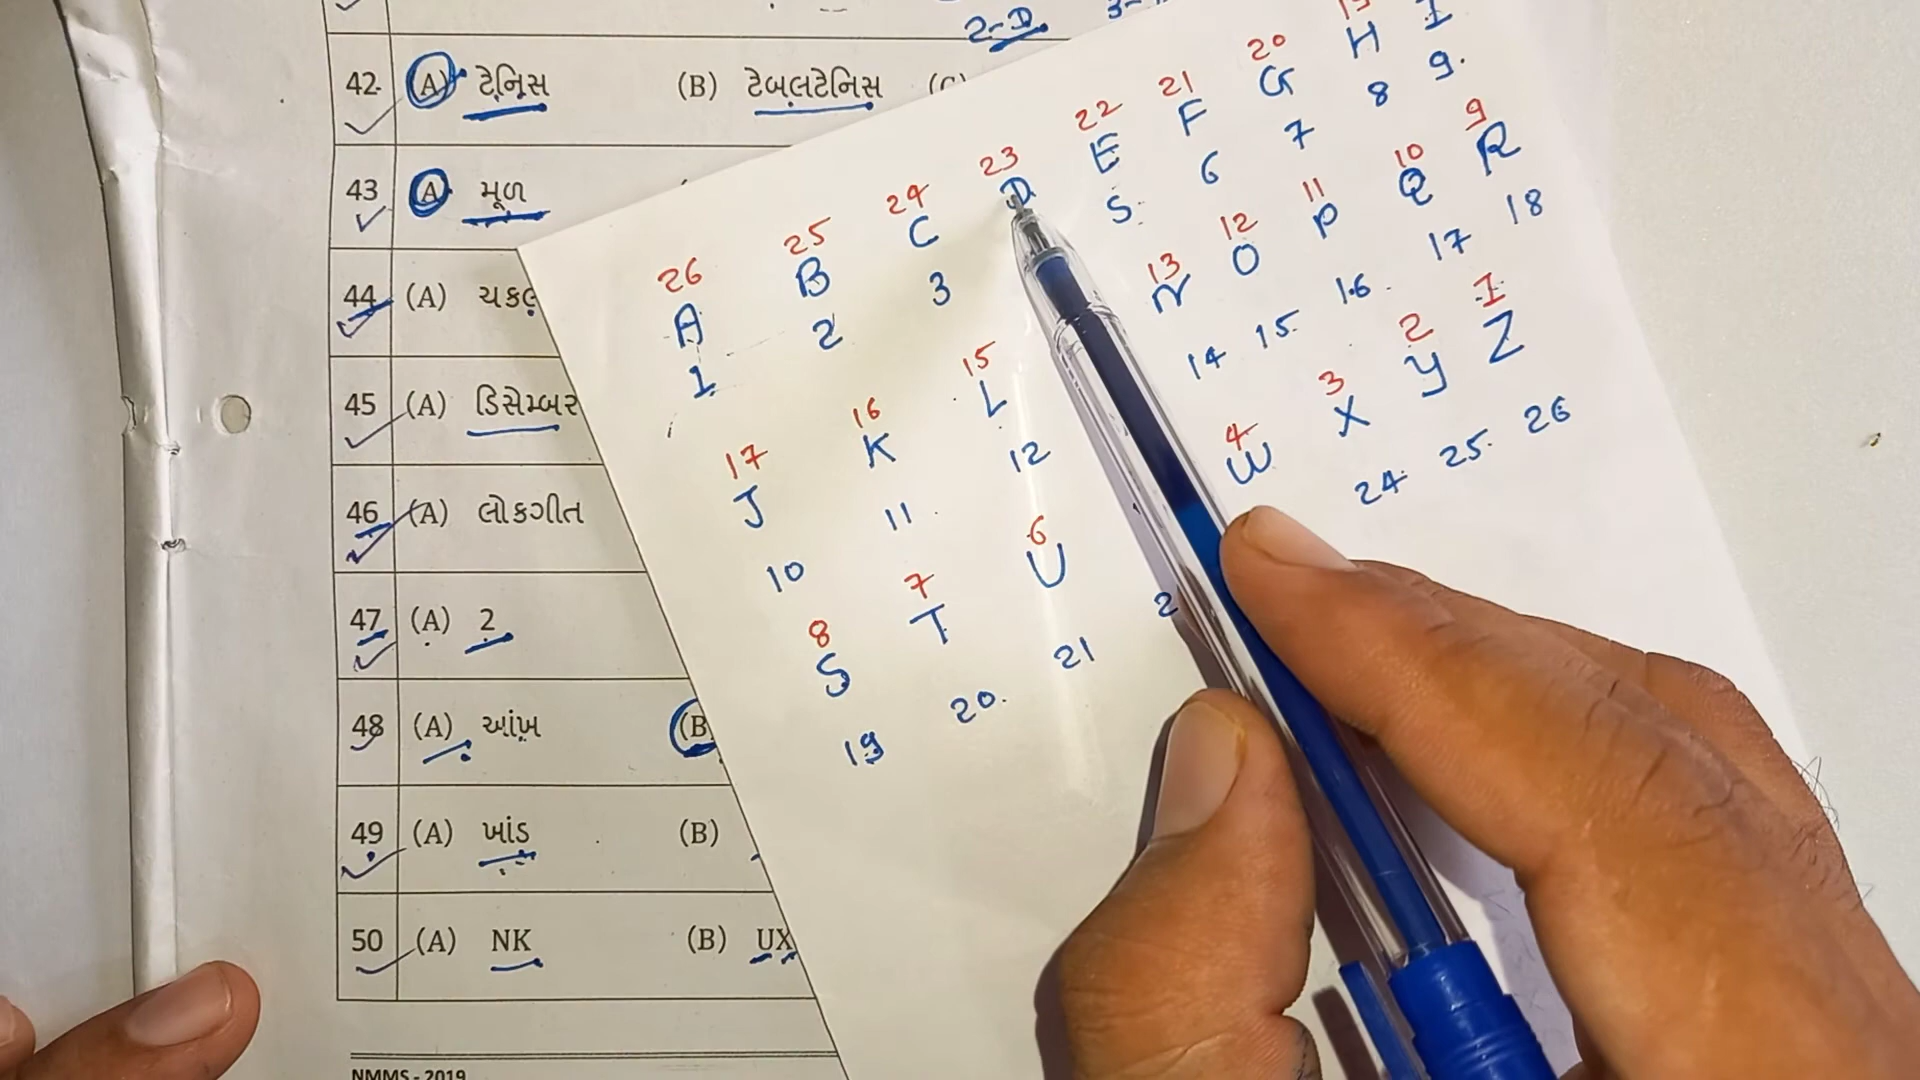 2-D
42. (A) ટેનિસ (B) ટેબલટેનિસ
43 A મૂળ
44 (A)
45 (A) ડિસેમ્બર
46 (A) લોકગીત
47 (A) 2
48 (A) આંખ (B
49 (A) ખાંડ (B)
50 (A) NK (B) UX
NMMS - 2019
26 25 24 23 22 21 20
A B C D E F G H I
1 2 3 5 6 7 8 9
17 16 15 13 12 11 10 9
J K L N O P Q R
10 11 12 14 15 16 17 18
8 7 6 4 3 2 1
S T U W X Y Z
19 20 21 2 24 25 26